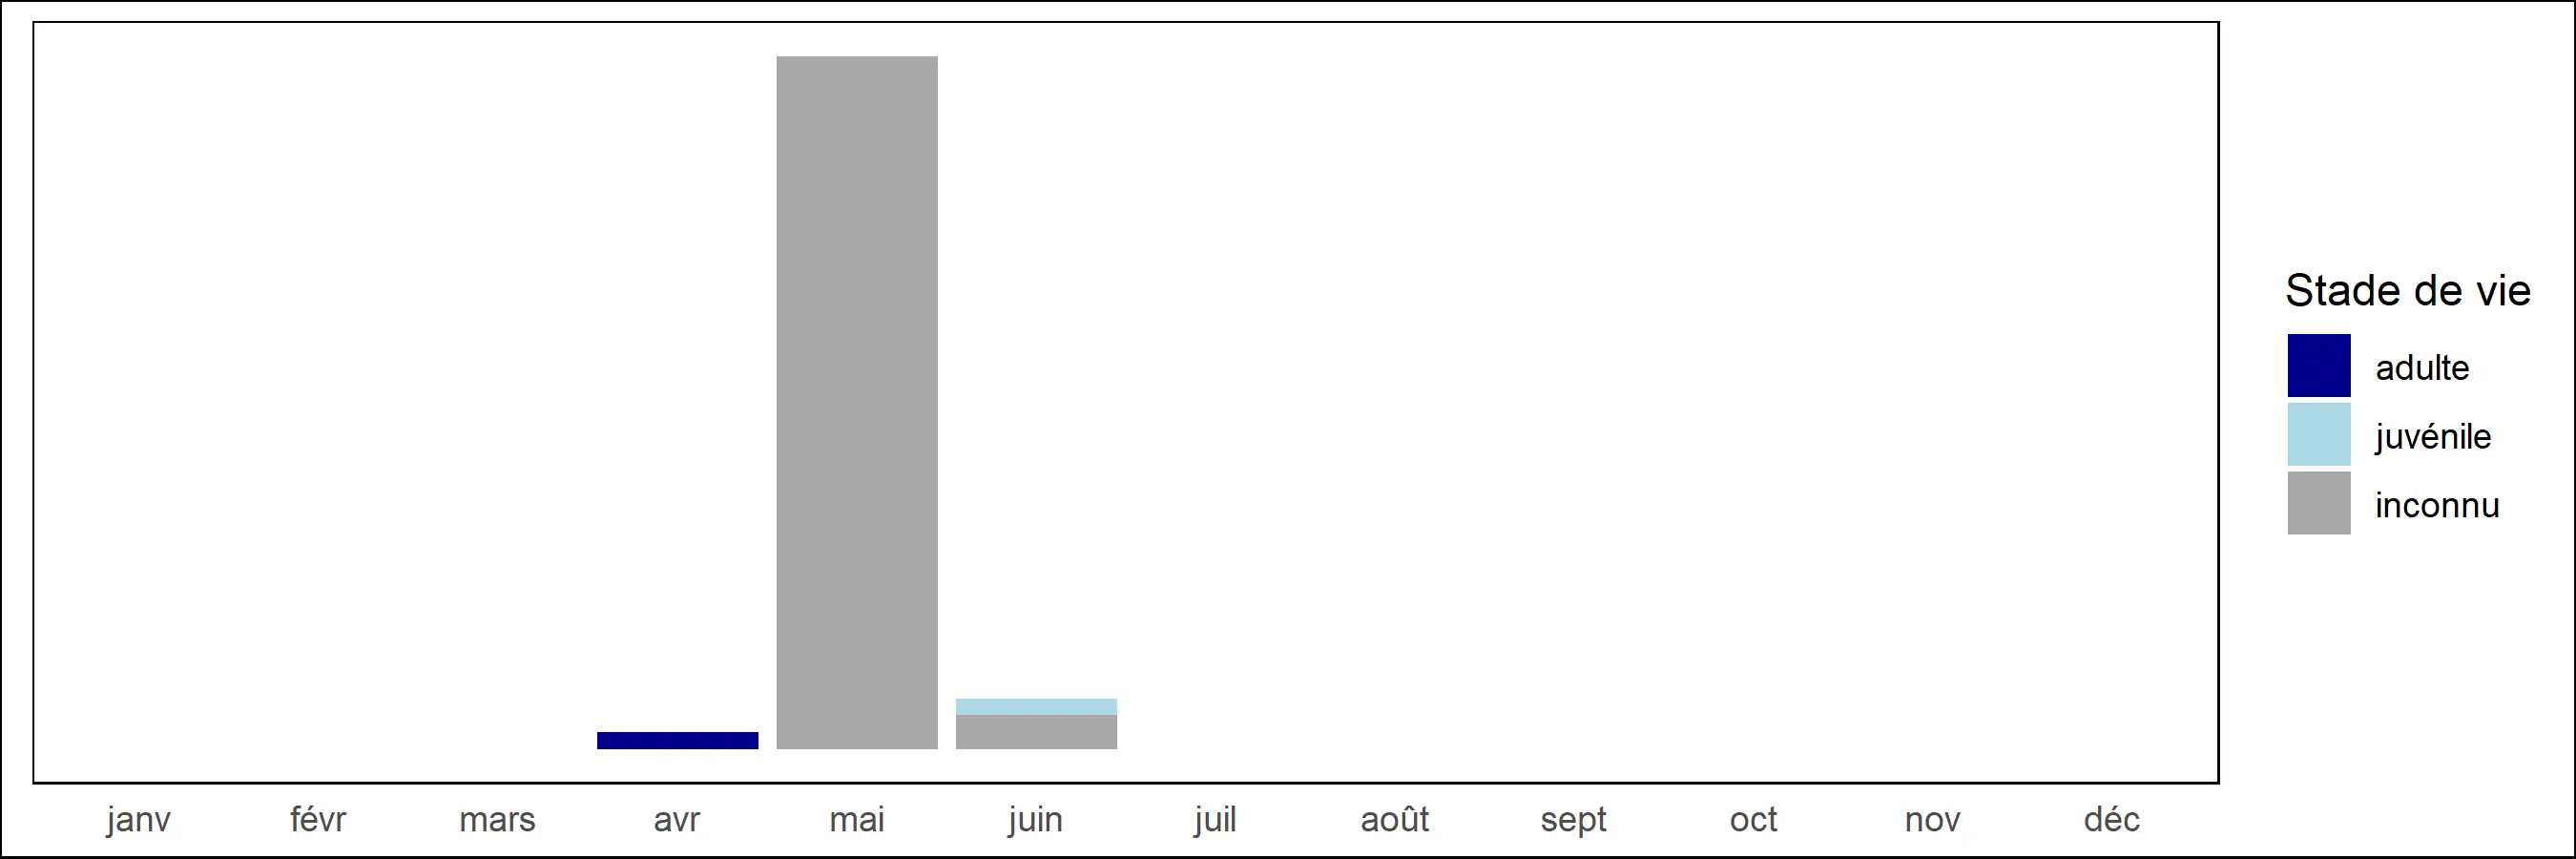 Stade de vie
adulte
juvénile
inconnu
janv févr mars avr mai juin juil août sept oct nov déc